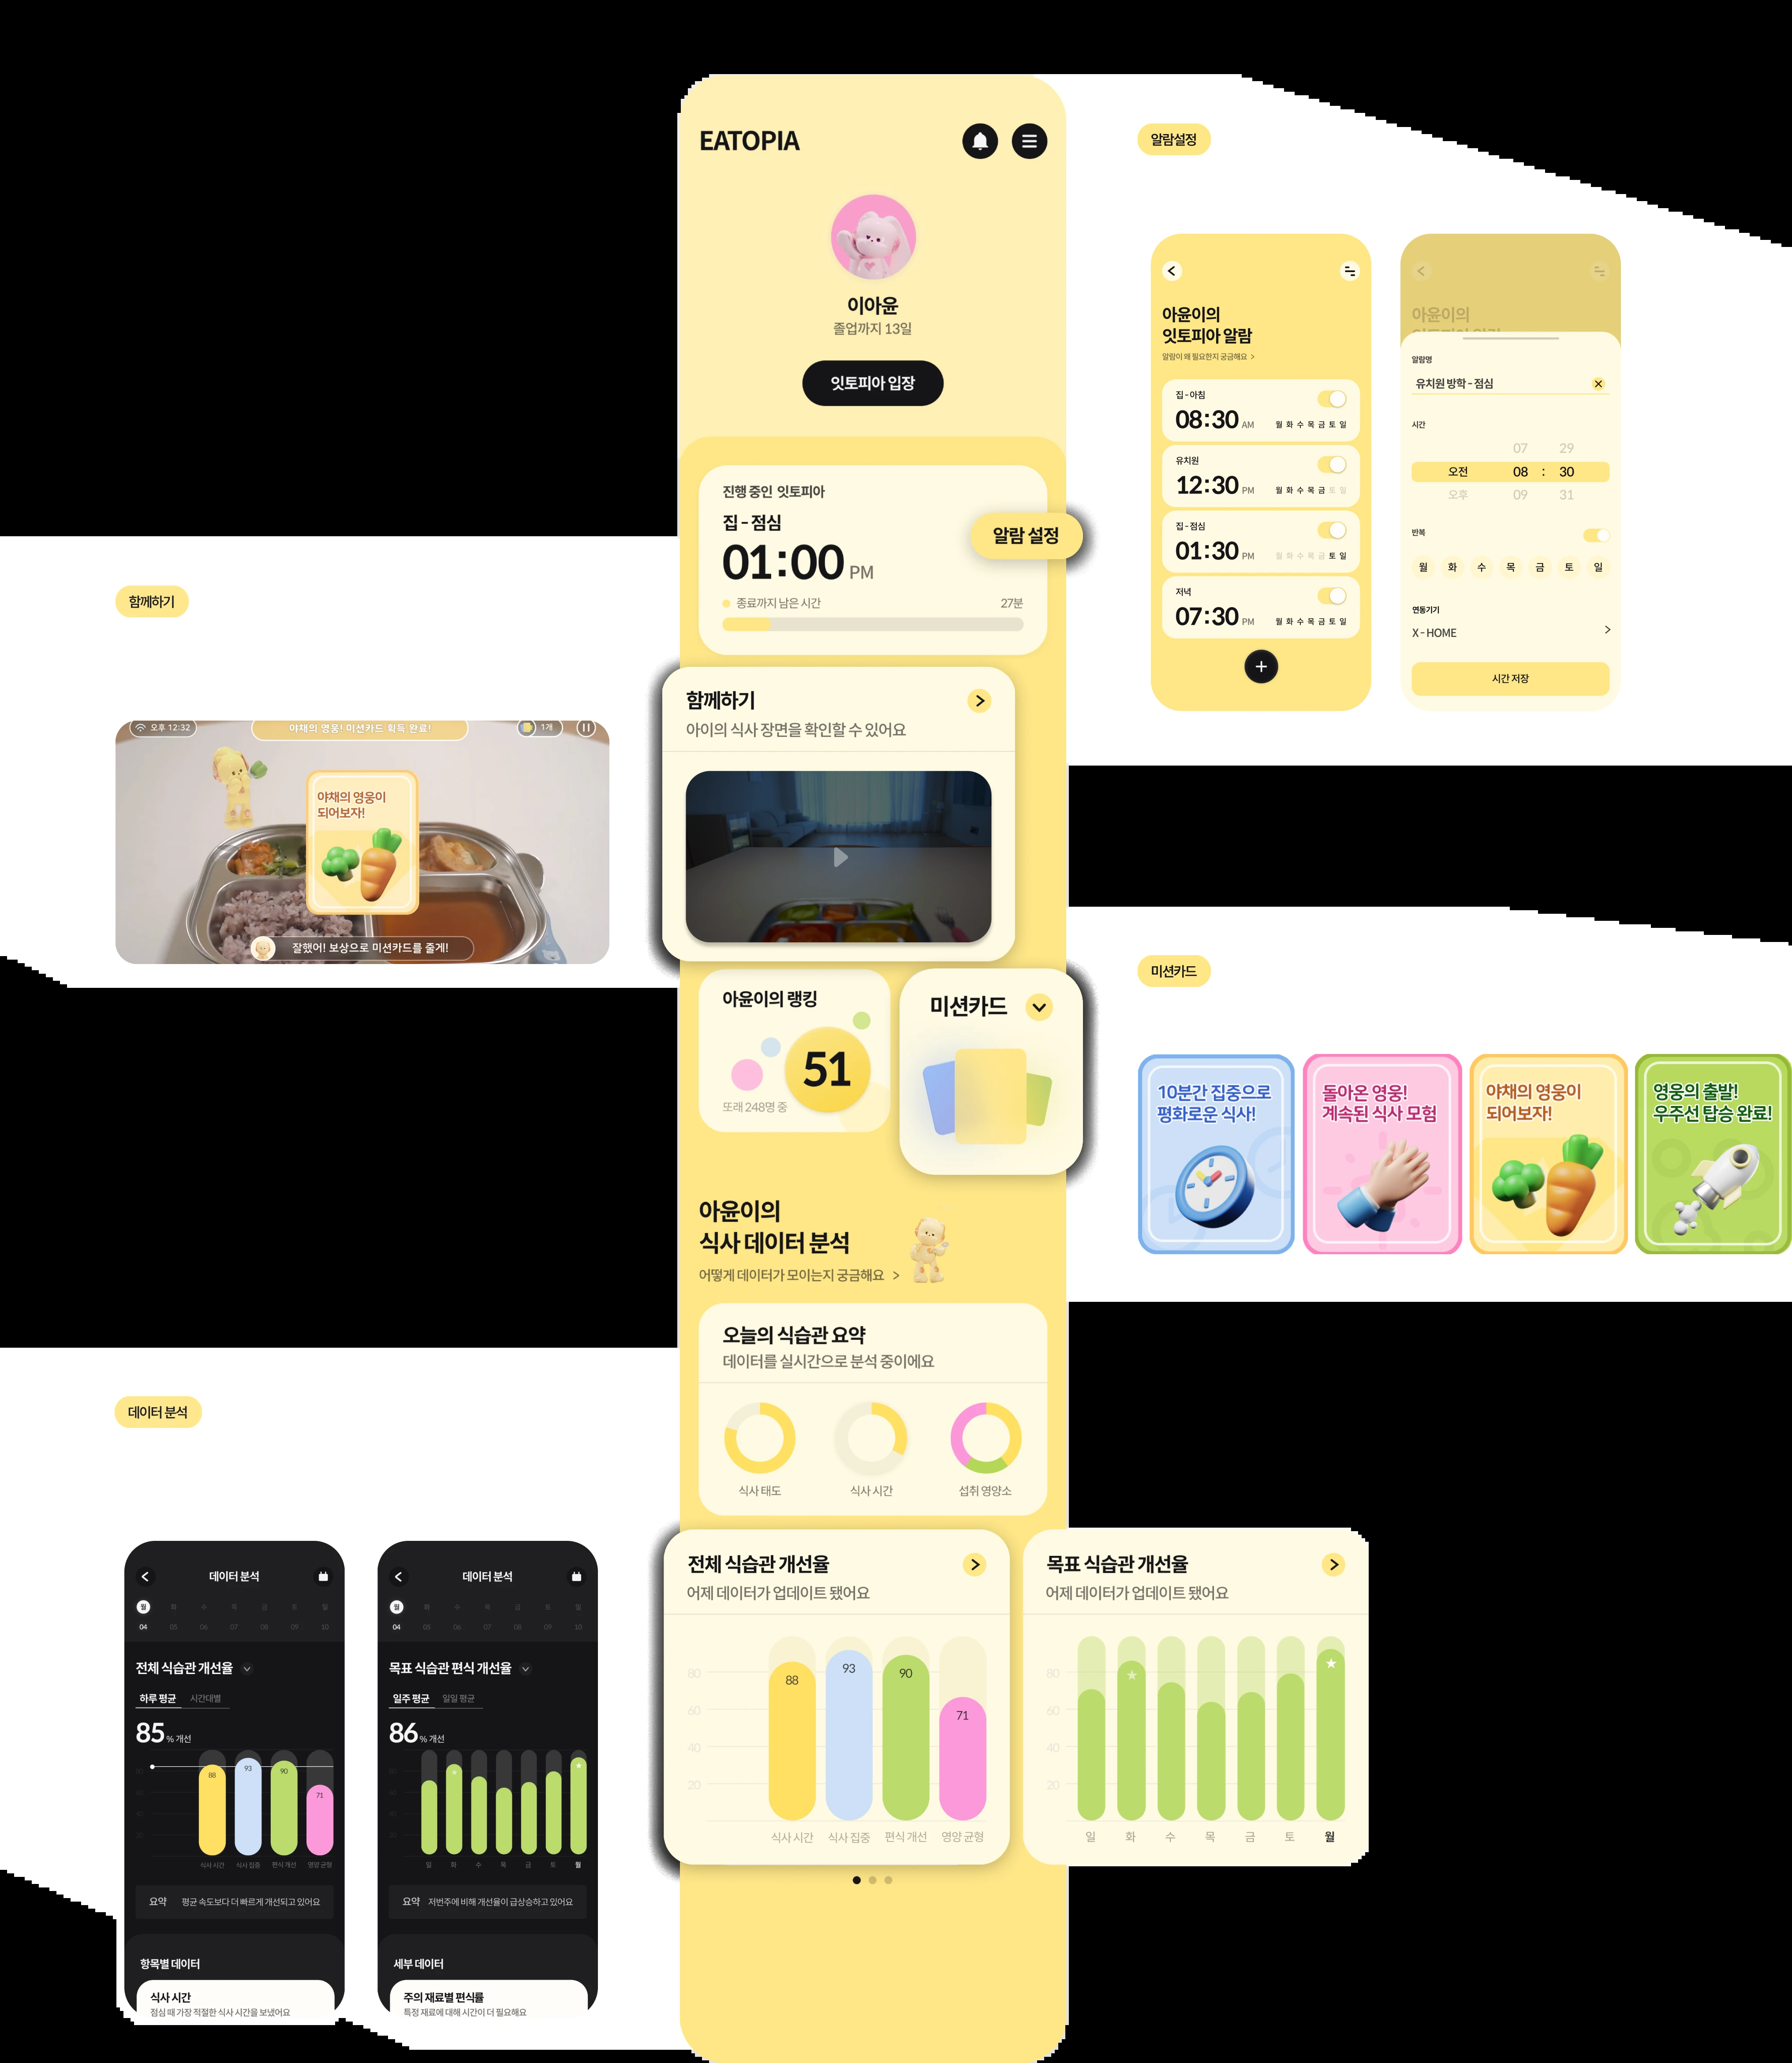 EATOPIA
이아윤
졸업까지 13일
잇토피아 입장
진행 중인 잇토피아
집 - 점심
01:00 PM
알람 설정
종료까지 남은 시간
27분
함께하기
아이의 식사 장면을 확인할 수 있어요
아윤이의 랭킹
51
또래 248명 중
미션카드
아윤이의
식사 데이터 분석
어떻게 데이터가 모이는지 궁금해요 >
오늘의 식습관 요약
데이터를 실시간으로 분석 중이에요
식사 태도
식사 시간
섭취 영양소
전체 식습관 개선율
어제 데이터가 업데이트 됐어요
80
60
40
20
88
93
90
71
식사 시간
식사 집중
편식 개선
영양 균형
목표 식습관 개선율
어제 데이터가 업데이트 됐어요
80
60
40
20
일 화 수 목 금 토 월
알람설정
아윤이의
잇토피아 알람
알람이 왜 필요한지 궁금해요 >
집 - 아침
08:30 AM
월 화 수 목 금 토 일
유치원
12:30 PM
월 화 수 목 금 토 일
집 - 점심
01:30 PM
월 화 수 목 금 토 일
저녁
07:30 PM
월 화 수 목 금 토 일
아윤이의
알람명
유치원 방학 - 점심
시간
07 29
오전 08 : 30
오후 09 31
반복
월 화 수 목 금 토 일
연동기기
X - HOME
시간 저장
함께하기
오후 12:32
야채의 영웅! 미션카드 획득 완료!
1개
야채의 영웅이
되어보자!
잘했어! 보상으로 미션카드를 줄게!
미션카드
10분간 집중으로
평화로운 식사!
돌아온 영웅!
계속된 식사 모험
야채의 영웅이
되어보자!
영웅의 출발!
우주선 탑승 완료!
데이터 분석
데이터 분석
월 화 수 목 금 토 일
04 05 06 07 08 09 10
전체 식습관 개선율
하루 평균
시간대별
85 % 개선
88
93
90
71
식사 시간
식사 집중
편식 개선
영양 균형
요약
평균 속도보다 더 빠르게 개선되고 있어요
항목별 데이터
식사 시간
점심 때 가장 적절한 식사 시간을 보냈어요
데이터 분석
월 화 수 목 금 토 일
04 05 06 07 08 09 10
목표 식습관 편식 개선율
일주 평균
일일 평균
86 % 개선
일 화 수 목 금 토 월
요약
저번주에 비해 개선율이 급상승하고 있어요
세부 데이터
주의 재료별 편식률
특정 재료에 대해 시간이 더 필요해요